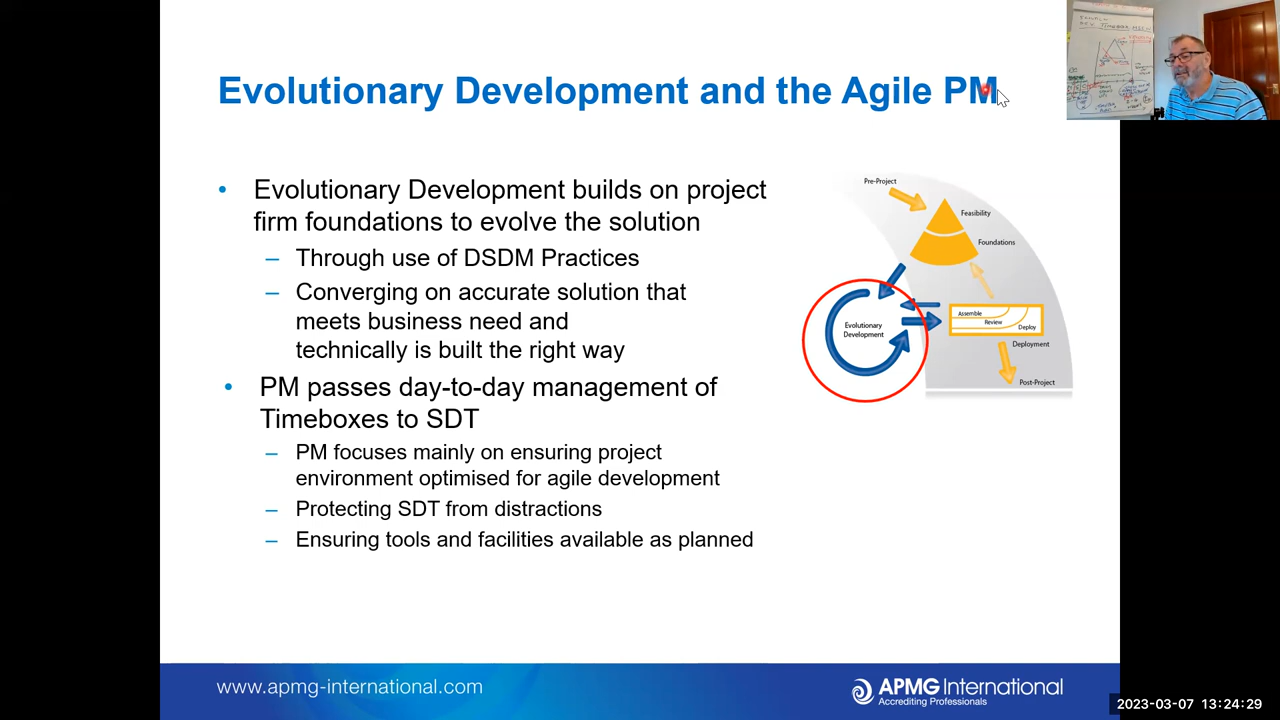 Evolutionary Development and the Agile PM
• Evolutionary Development builds on project
firm foundations to evolve the solution
– Through use of DSDM Practices
– Converging on accurate solution that
meets business need and
technically is built the right way
• PM passes day-to-day management of
Timeboxes to SDT
– PM focuses mainly on ensuring project
environment optimised for agile development
– Protecting SDT from distractions
– Ensuring tools and facilities available as planned
Pre-Project
Feasibility
Foundations
Evolutionary
Development
Assemble
Review
Deploy
Deployment
Post-Project
www.apmg-international.com
APMG International
Accrediting Professionals
2023-03-07 13:24:29